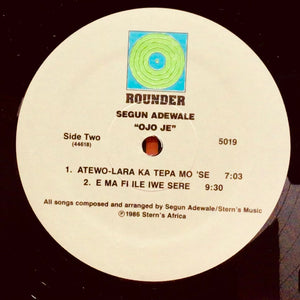 ROUNDER
SEGUN ADEWALE
"OJO JE"
Side Two 5019
(44618)
1. ATEWO-LARA KA TEPA MO 'SE 7:03
2. E MA FI ILE IWE SERE 9:30
All songs composed and arranged by Segun Adewale/Stern's Music
℗1986 Stern's Africa